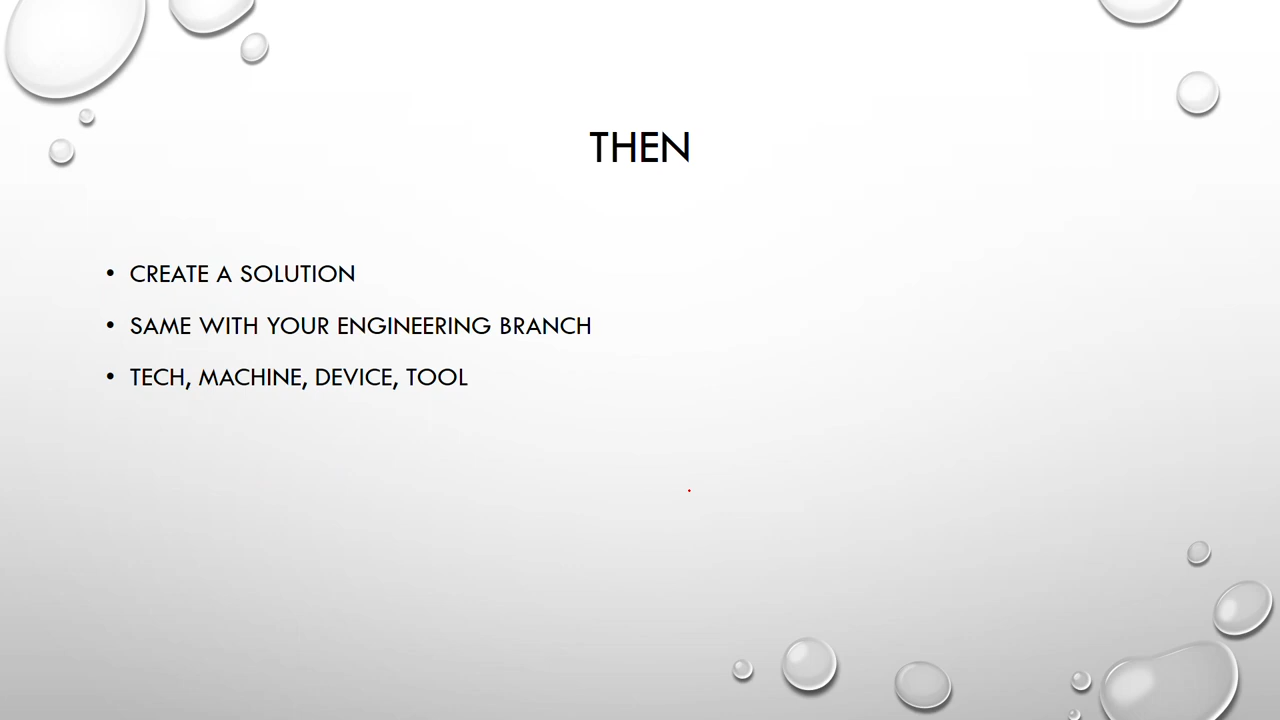 THEN
• CREATE A SOLUTION
• SAME WITH YOUR ENGINEERING BRANCH
• TECH, MACHINE, DEVICE, TOOL